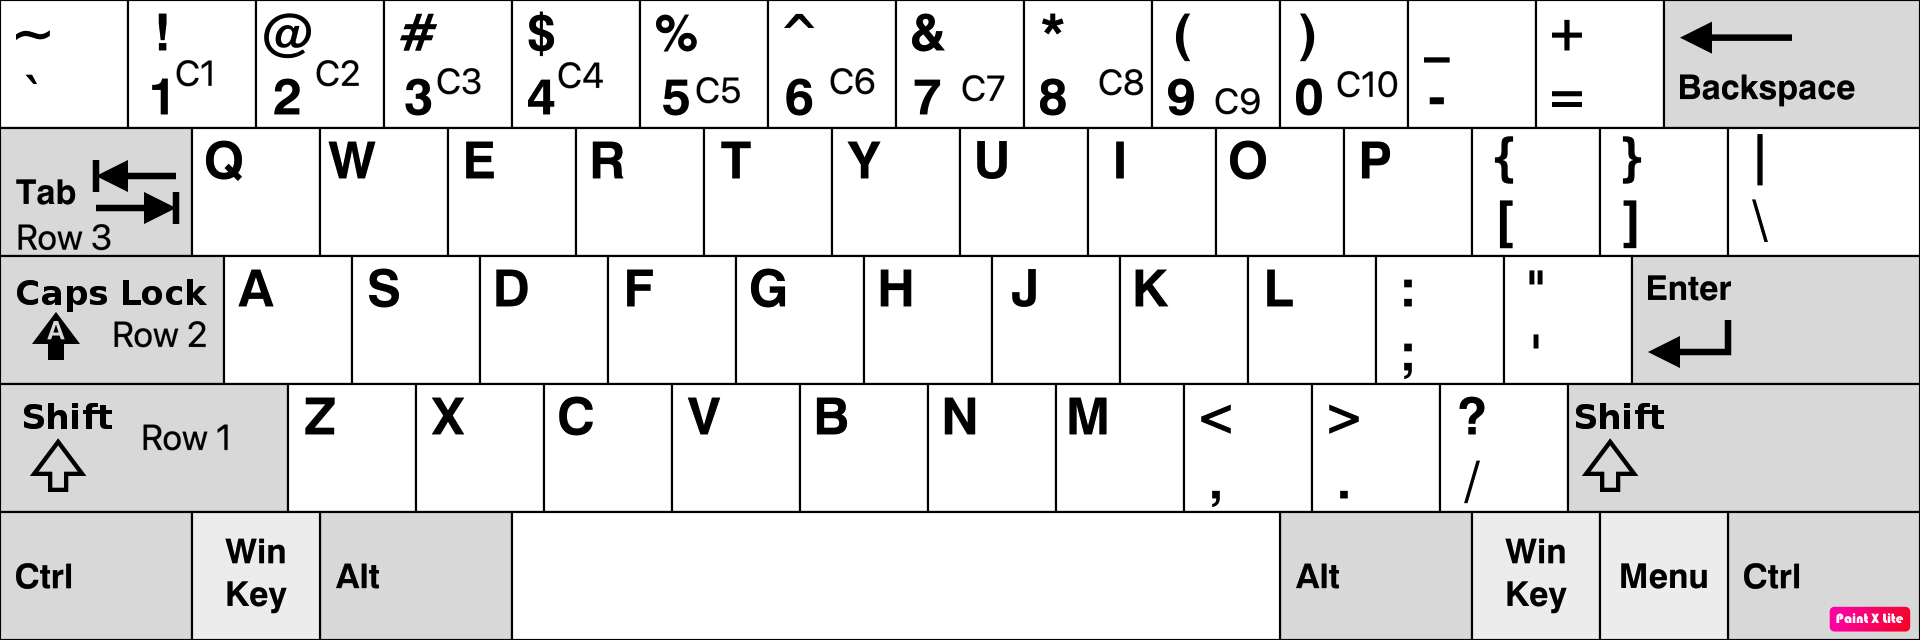 ~ ! @ # $ % ^ & * ( ) _ +
` 1 C1 2 C2 3 C3 4 C4 5 C5 6 C6 7 C7 8 C8 9 C9 0 C10 - = Backspace
Tab Q W E R T Y U I O P { } |
Row 3 [ ] \
Caps Lock A S D F G H J K L : " Enter
A Row 2 ; '
Shift Z X C V B N M < > ? Shift
Row 1 , . /
Ctrl Win Key Alt Alt Win Key Menu Ctrl
Paint X Lite